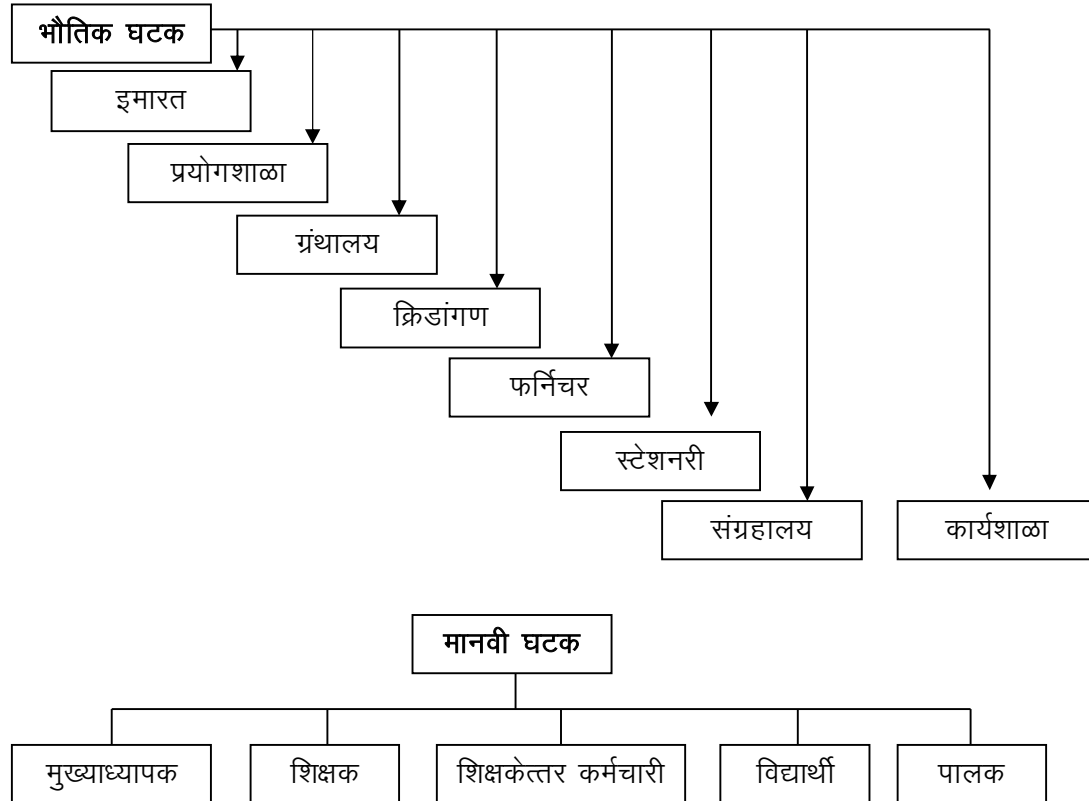 भौतिक घटक
इमारत
प्रयोगशाळा
ग्रंथालय
क्रिडांगण
फर्निचर
स्टेशनरी
संग्रहालय कार्यशाळा
मानवी घटक
मुख्याध्यापक शिक्षक शिक्षकेत्तर कर्मचारी विद्यार्थी पालक